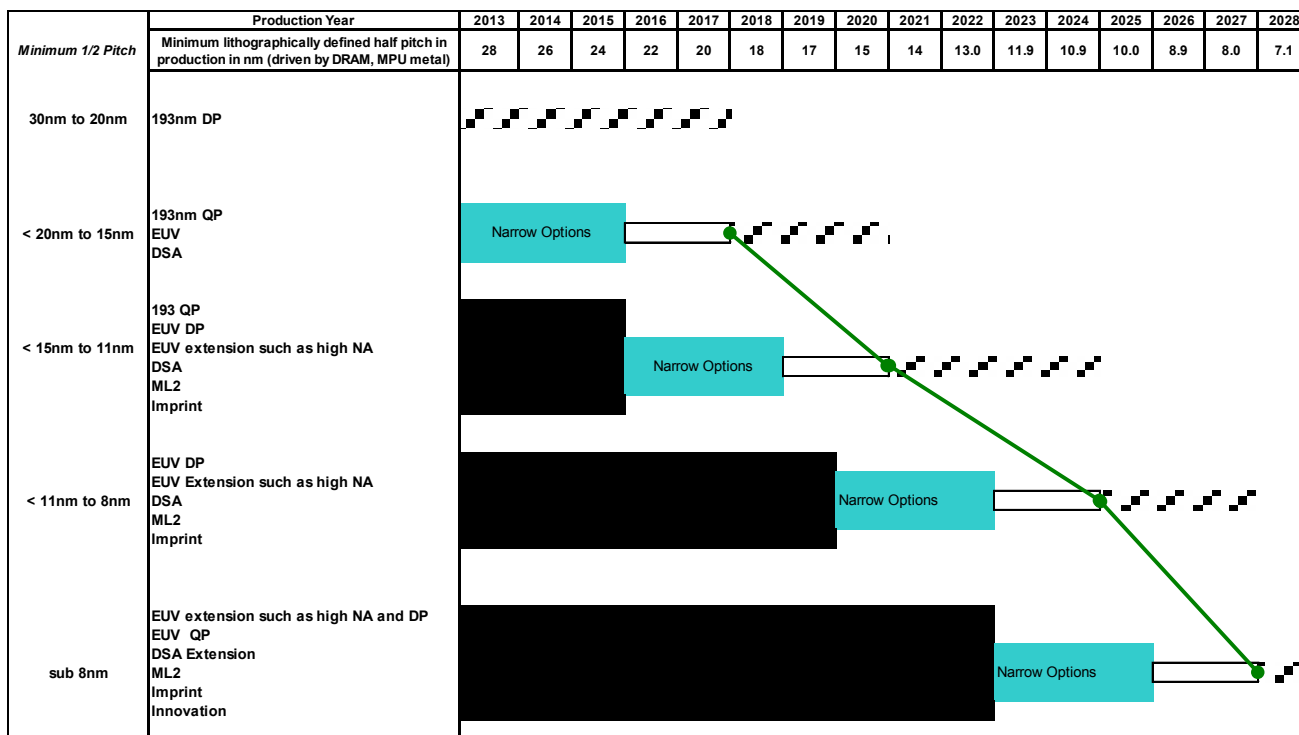 Production Year 2013 2014 2015 2016 2017 2018 2019 2020 2021 2022 2023 2024 2025 2026 2027 2028
Minimum 1/2 Pitch
Minimum lithographically defined half pitch in
production in nm (driven by DRAM, MPU metal)
28 26 24 22 20 18 17 15 14 13.0 11.9 10.9 10.0 8.9 8.0 7.1
30nm to 20nm
193nm DP
< 20nm to 15nm
193nm QP
EUV
DSA
Narrow Options
< 15nm to 11nm
193 QP
EUV DP
EUV extension such as high NA
DSA
ML2
Imprint
Narrow Options
< 11nm to 8nm
EUV DP
EUV Extension such as high NA
DSA
ML2
Imprint
Narrow Options
sub 8nm
EUV extension such as high NA and DP
EUV QP
DSA Extension
ML2
Imprint
Innovation
Narrow Options